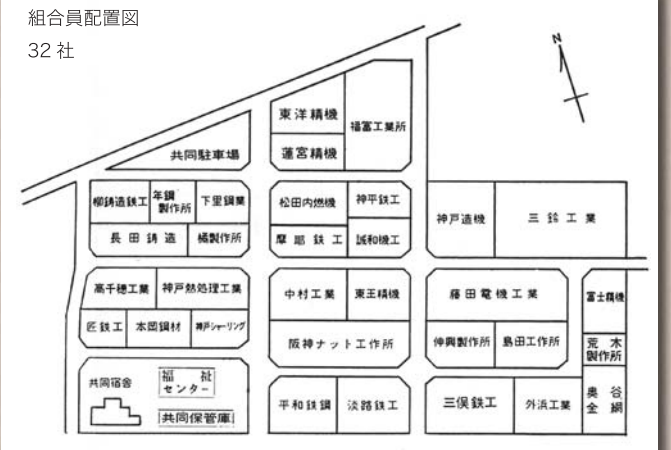 組合員配置図
32 社
N
東洋精機
福富工業所
蓮宮精機
共同駐車場
柳鋳造鉄工
年鋼
製作所
下里鋼業
長田鋳造
橘製作所
松田内燃機
神平鉄工
摩耶鉄工
誠和機工
神戸造機
三鈴工業
高千穂工業
神戸熱処理工業
匠鉄工
本岡鋼材
神戸シャーリング
中村工業
東王精機
阪神ナット工作所
藤田電機工業
仲興製作所
島田工作所
富士精機
荒木
製作所
奥谷
金網
共同宿舎
福祉
センター
共同保管庫
平和鉄鋼
淡路鉄工
三俣鉄工
外浜工業